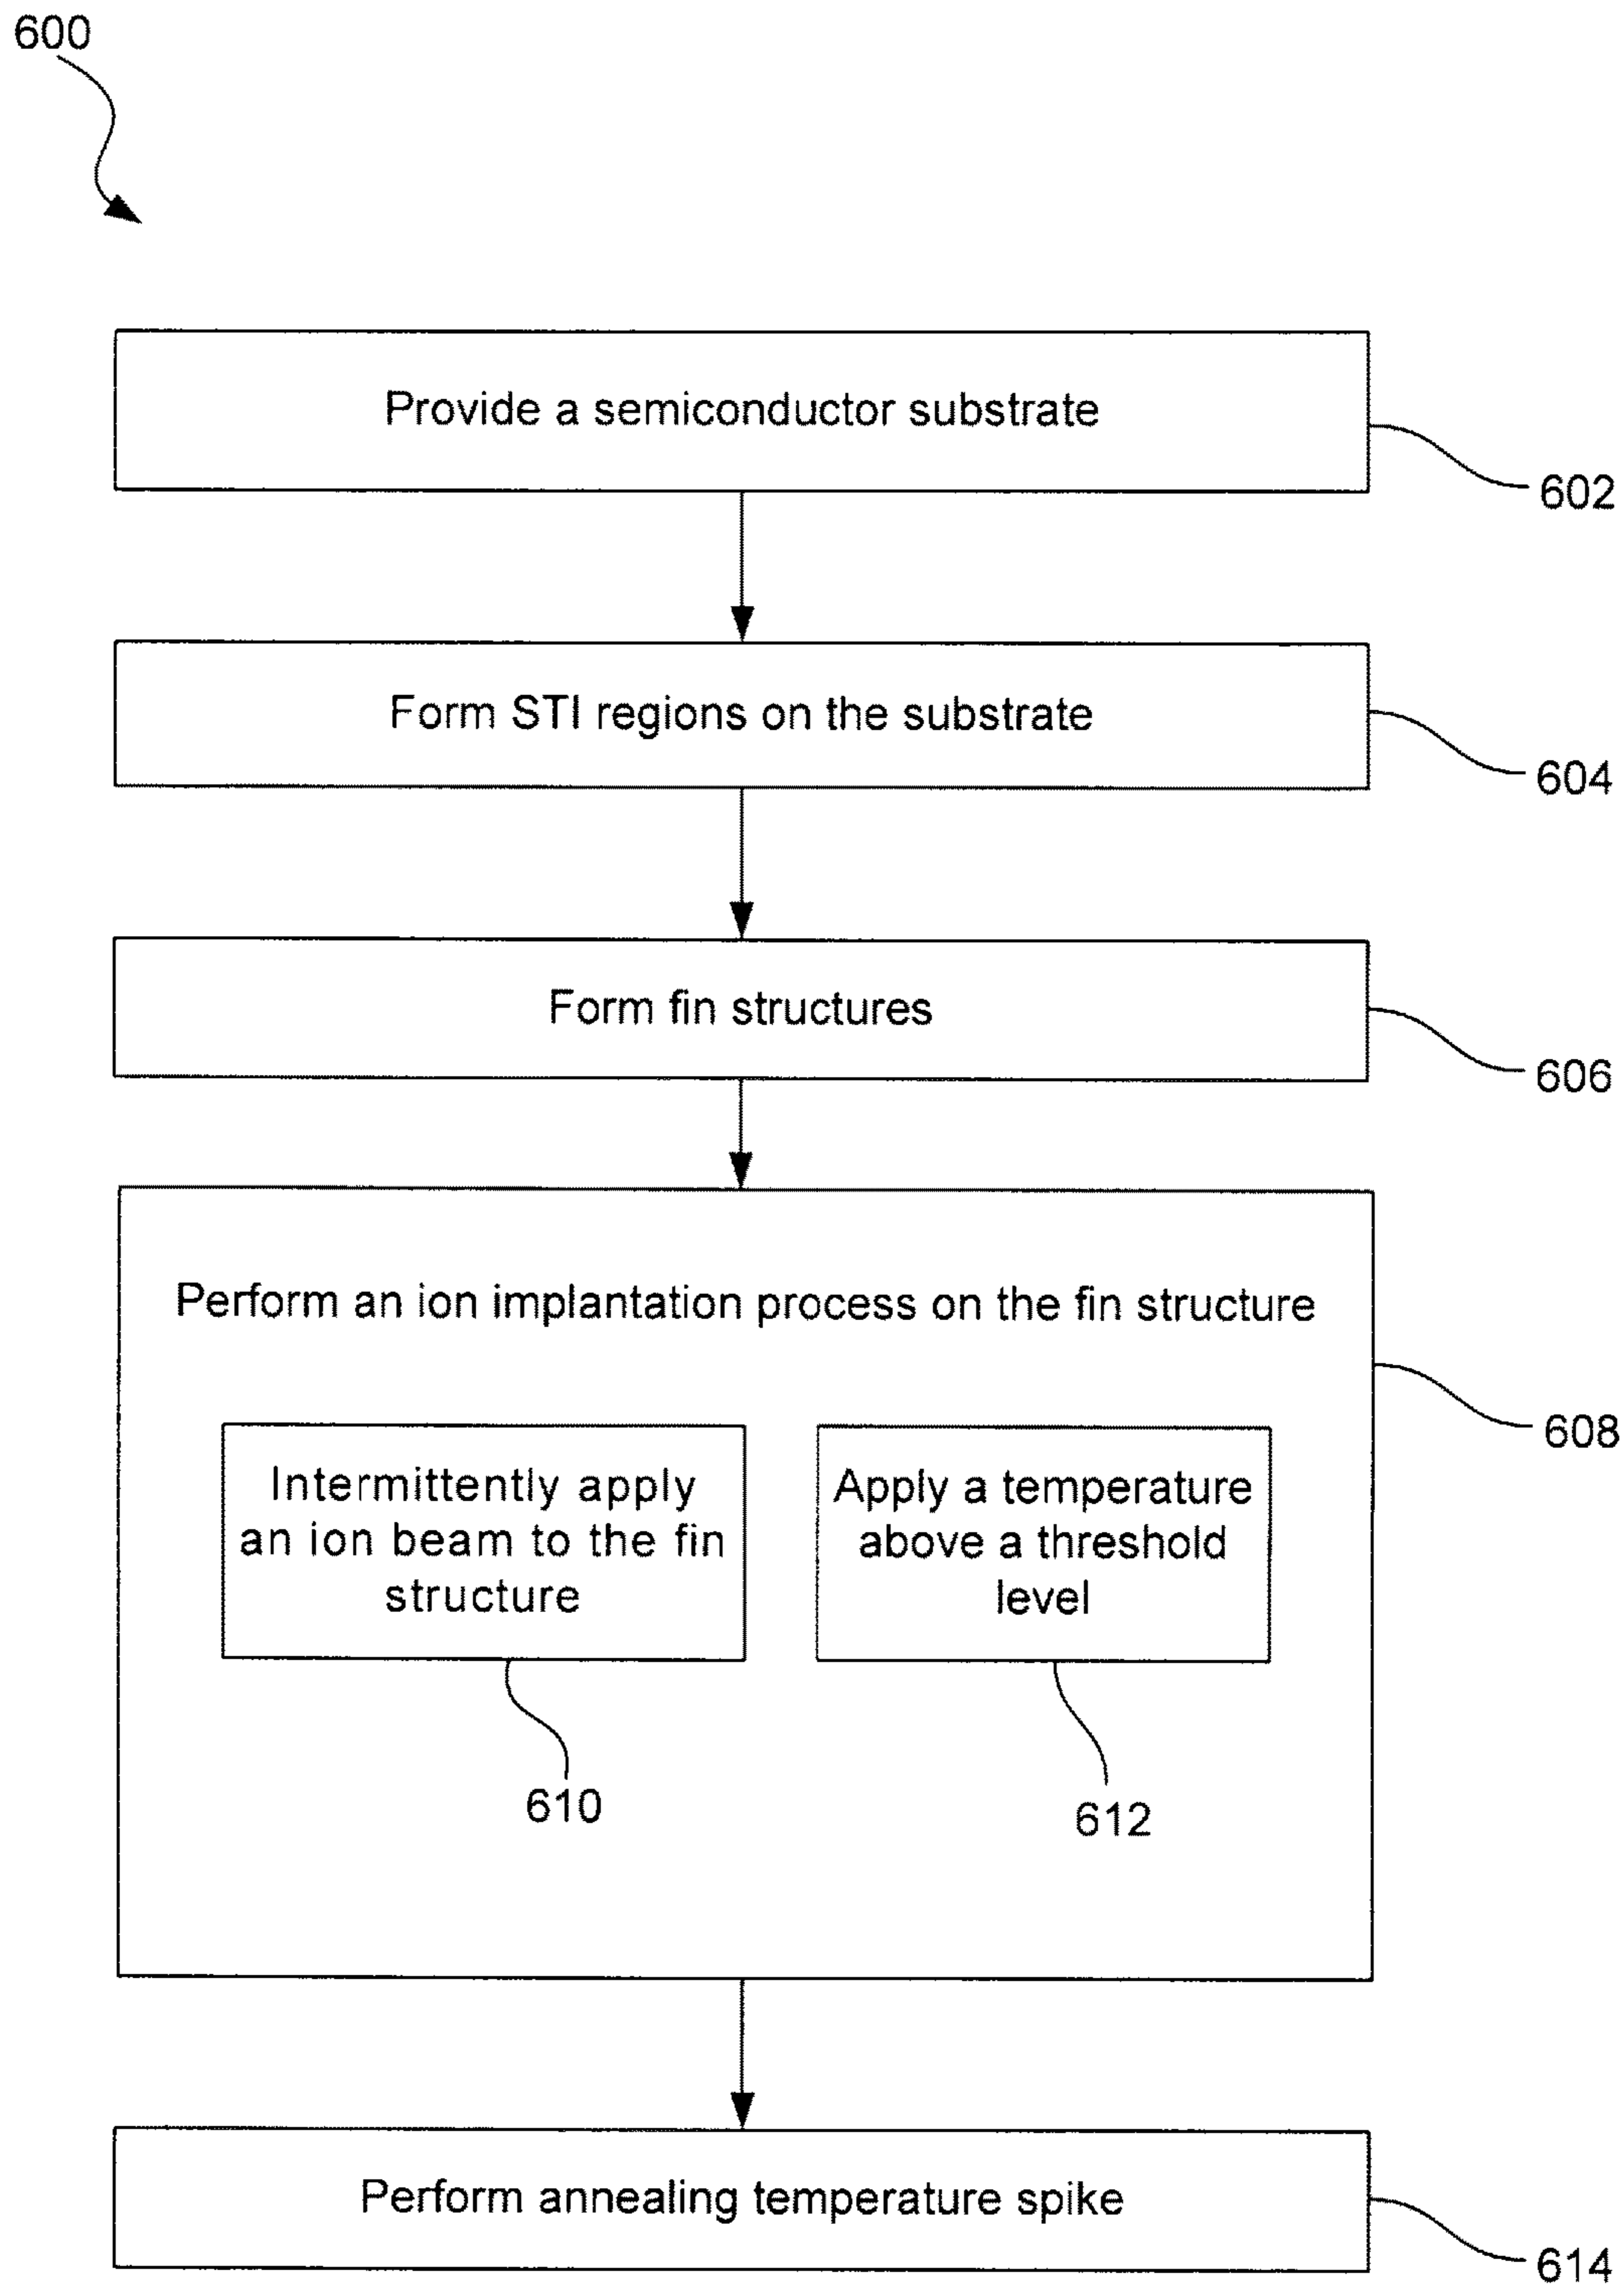 600
Provide a semiconductor substrate
602
Form STI regions on the substrate
604
Form fin structures
606
Perform an ion implantation process on the fin structure
608
Intermittently apply
an ion beam to the fin
structure
610
Apply a temperature
above a threshold
level
612
Perform annealing temperature spike
614